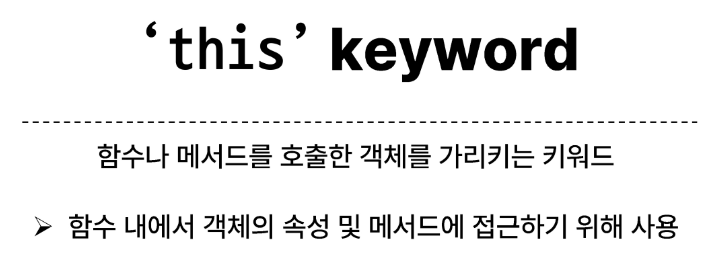 ‘this’ keyword
함수나 메서드를 호출한 객체를 가리키는 키워드
➢ 함수 내에서 객체의 속성 및 메서드에 접근하기 위해 사용